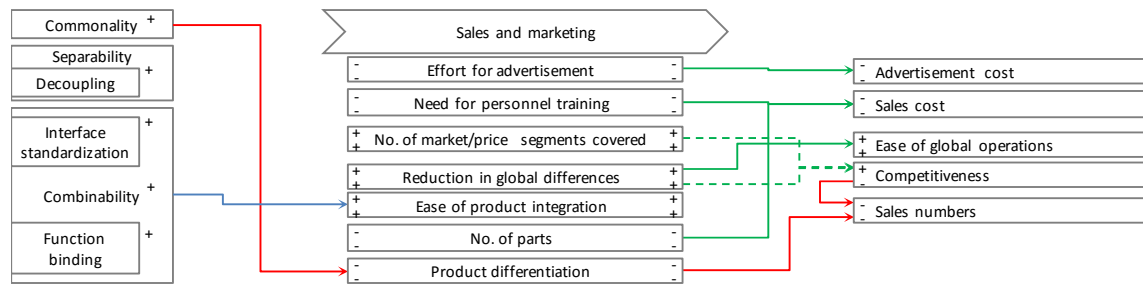 Commonality +
Separability
+
Decoupling
Interface
standardization
+
Combinability +
Function
binding
+
Sales and marketing
- - Effort for advertisement - -
- - Need for personnel training - -
+ + No. of market/price segments covered + +
+ + Reduction in global differences + +
+ + Ease of product integration + +
- - No. of parts - -
- - Product differentiation - -
- - Advertisement cost
- - Sales cost
+ + Ease of global operations
+ - Competitiveness
- - Sales numbers